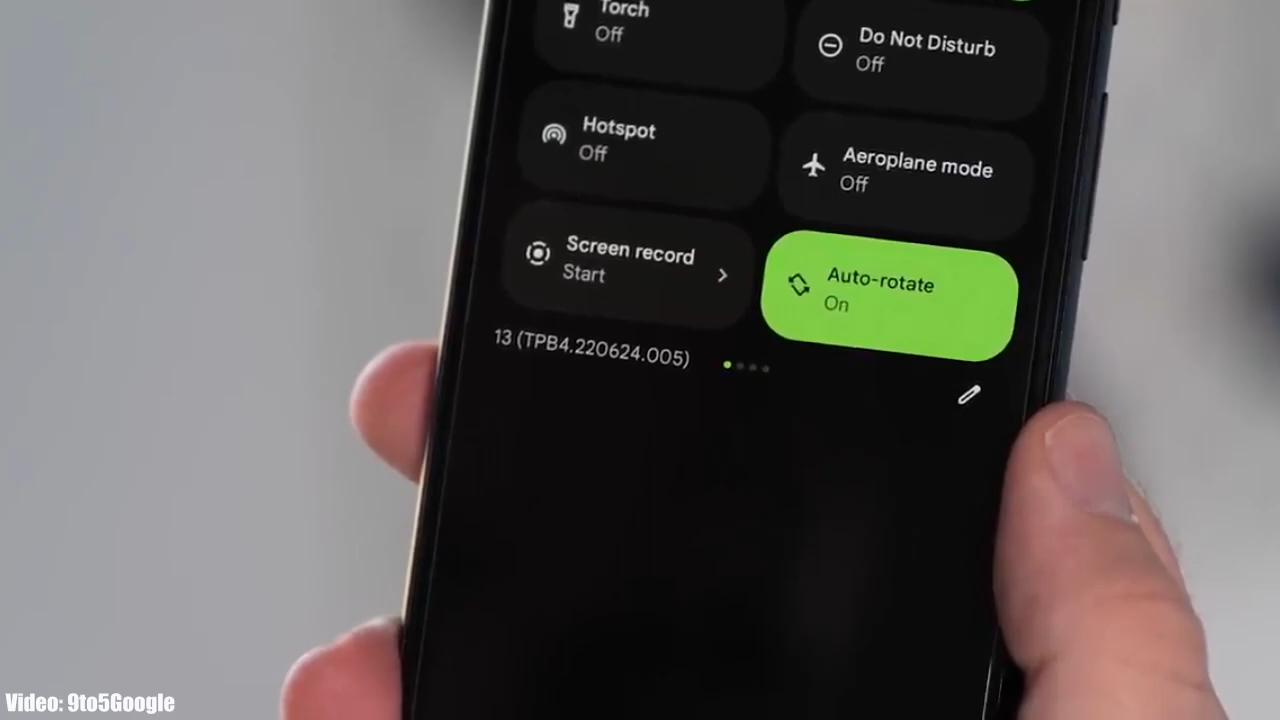 Torch
Off
Do Not Disturb
Off
Hotspot
Off
Aeroplane mode
Off
Screen record
Start
Auto-rotate
On
13 (TPB4.220624.005)
Video: 9to5Google